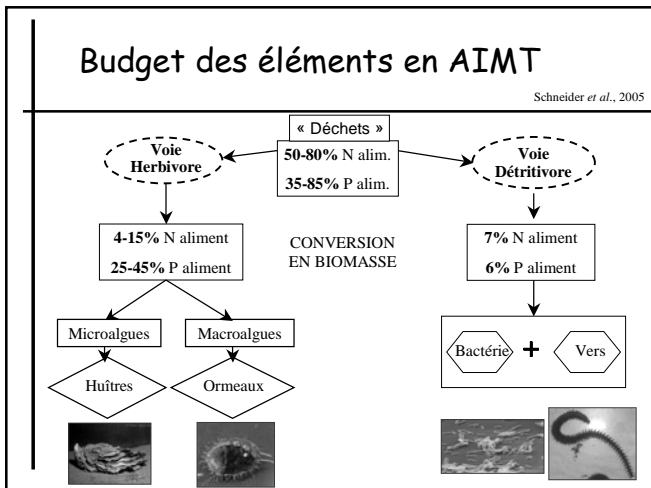 Budget des éléments en AIMT
Schneider et al., 2005
« Déchets »
50-80% N alim.
35-85% P alim.
Voie
Herbivore
Voie
Détritivore
4-15% N aliment
25-45% P aliment
CONVERSION
EN BIOMASSE
7% N aliment
6% P aliment
Microalgues
Macroalgues
Huîtres
Ormeaux
Bactérie + Vers